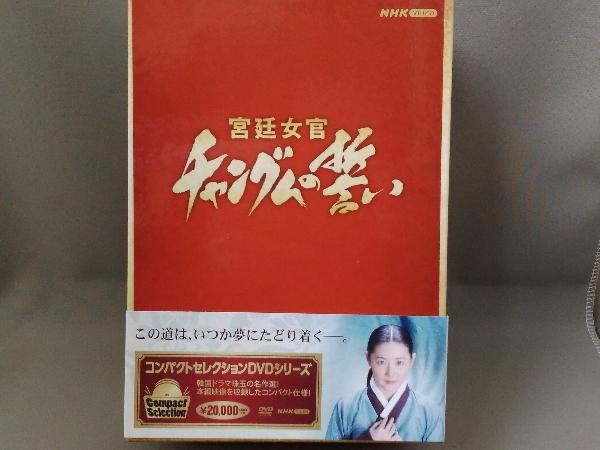 NHK VIDEO
宮廷女官
チャングムの誓い
この道は、いつか夢にたどり着く──。
コンパクトセレクションDVDシリーズ
韓国ドラマ珠玉の名作選!
本編映像を収録したコンパクト仕様!
Compact
Selection
¥20,000
DVD
NHK